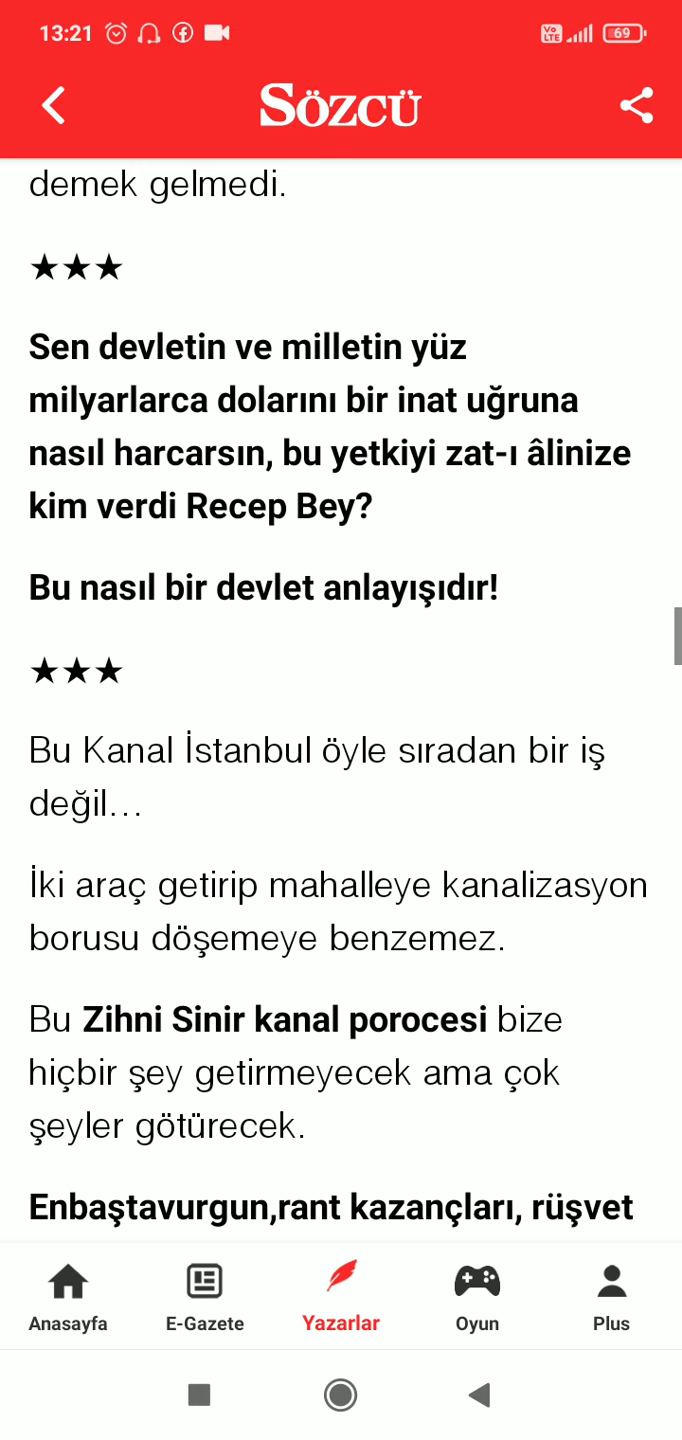 13:21
Vo LTE
69
SÖZCÜ
demek gelmedi.
★★★
Sen devletin ve milletin yüz
milyarlarca dolarını bir inat uğruna
nasıl harcarsın, bu yetkiyi zat-ı âlinize
kim verdi Recep Bey?
Bu nasıl bir devlet anlayışıdır!
★★★
Bu Kanal İstanbul öyle sıradan bir iş
değil...
İki araç getirip mahalleye kanalizasyon
borusu döşemeye benzemez.
Bu Zihni Sinir kanal porocesi bize
hiçbir şey getirmeyecek ama çok
şeyler götürecek.
Enbaştavurgun,rant kazançları, rüşvet
Anasayfa
E-Gazete
Yazarlar
Oyun
Plus